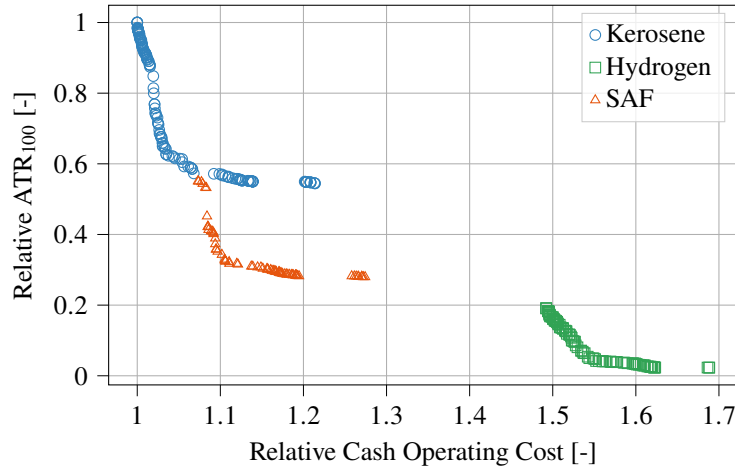 1
0.8
0.6
0.4
0.2
0
Relative ATR₁₀₀ [-]
Kerosene
Hydrogen
SAF
1 1.1 1.2 1.3 1.4 1.5 1.6 1.7
Relative Cash Operating Cost [-]